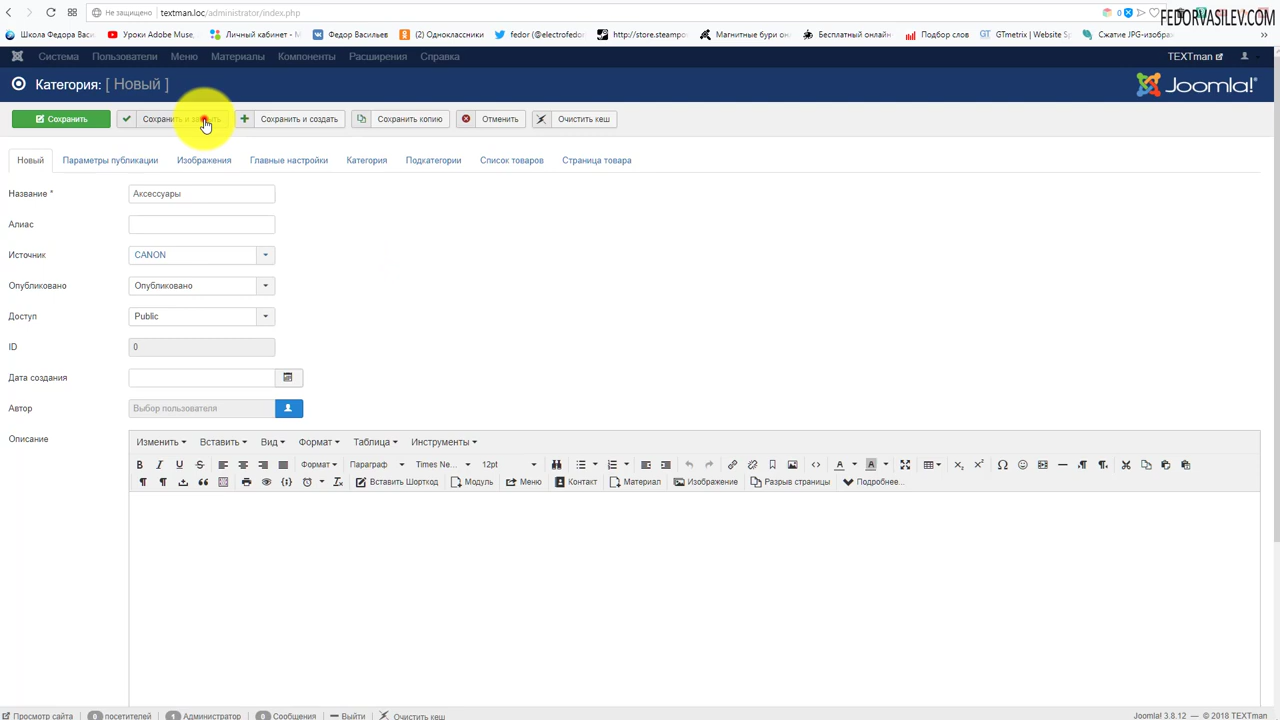 Не защищено textman.loc/administrator/index.php 0
FEDORVASILEV.COM
Школа Федора Васи. Уроки Adobe Muse, Личный кабинет - М Федор Васильев (2) Одноклассники fedor (@electrofedor http://store.steampo Магнитные бури онл Бесплатный онлайн Подбор слов GTmetrix | Website Sp Сжатие JPG-изобра
Система Пользователи Меню Материалы Компоненты Расширения Справка TEXTman
Категория: [ Новый ] Joomla!
Сохранить Сохранить и закрыть Сохранить и создать Сохранить копию Отменить Очистить кеш
Новый Параметры публикации Изображения Главные настройки Категория Подкатегории Список товаров Страница товара
Название * Аксессуары
Алиас
Источник CANON
Опубликовано Опубликовано
Доступ Public
ID 0
Дата создания
Автор Выбор пользователя
Описание
Изменить Вставить Вид Формат Таблица Инструменты
Формат Параграф Times Ne... 12pt
Вставить Шорткод Модуль Меню Контакт Материал Изображение Разрыв страницы Подробнее...
Просмотр сайта 0 посетителей 1 Администратор 0 Сообщения Выйти Очистить кеш Joomla! 3.8.12 — © 2018 TEXTman